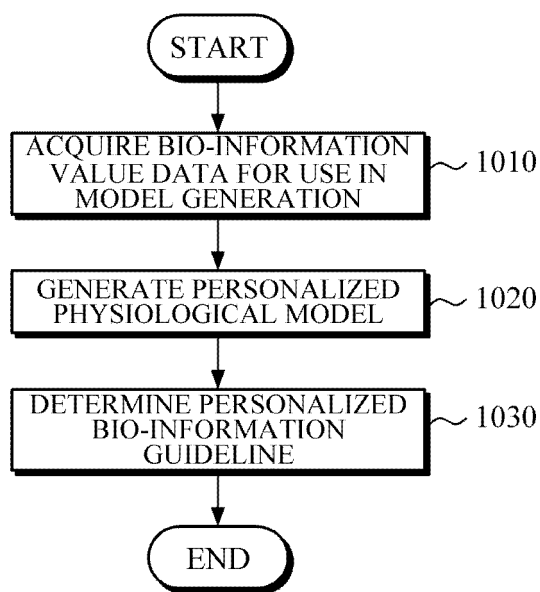 START
ACQUIRE BIO-INFORMATION
VALUE DATA FOR USE IN
MODEL GENERATION
1010
GENERATE PERSONALIZED
PHYSIOLOGICAL MODEL
1020
DETERMINE PERSONALIZED
BIO-INFORMATION
GUIDELINE
1030
END